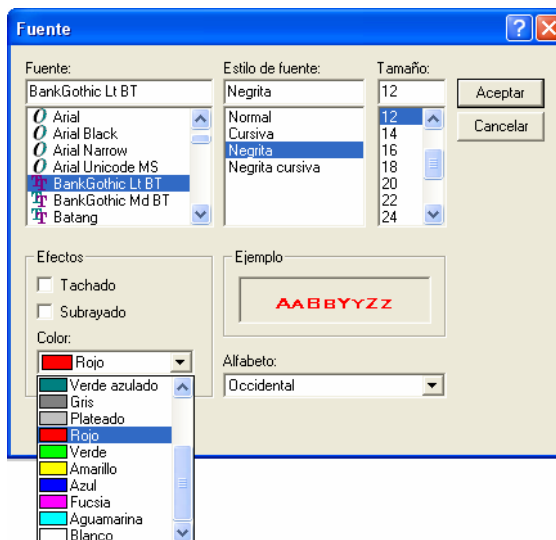 Fuente
Fuente:
BankGothic Lt BT
Arial
Arial Black
Arial Narrow
Arial Unicode MS
BankGothic Lt BT
BankGothic Md BT
Batang
Estilo de fuente:
Negrita
Normal
Cursiva
Negrita
Negrita cursiva
Tamaño:
12
12
14
16
18
20
22
24
Aceptar
Cancelar
Efectos
Tachado
Subrayado
Color:
Rojo
Verde azulado
Gris
Plateado
Rojo
Verde
Amarillo
Azul
Fucsia
Aguamarina
Blanco
Ejemplo
AaBbYyZz
Alfabeto:
Occidental